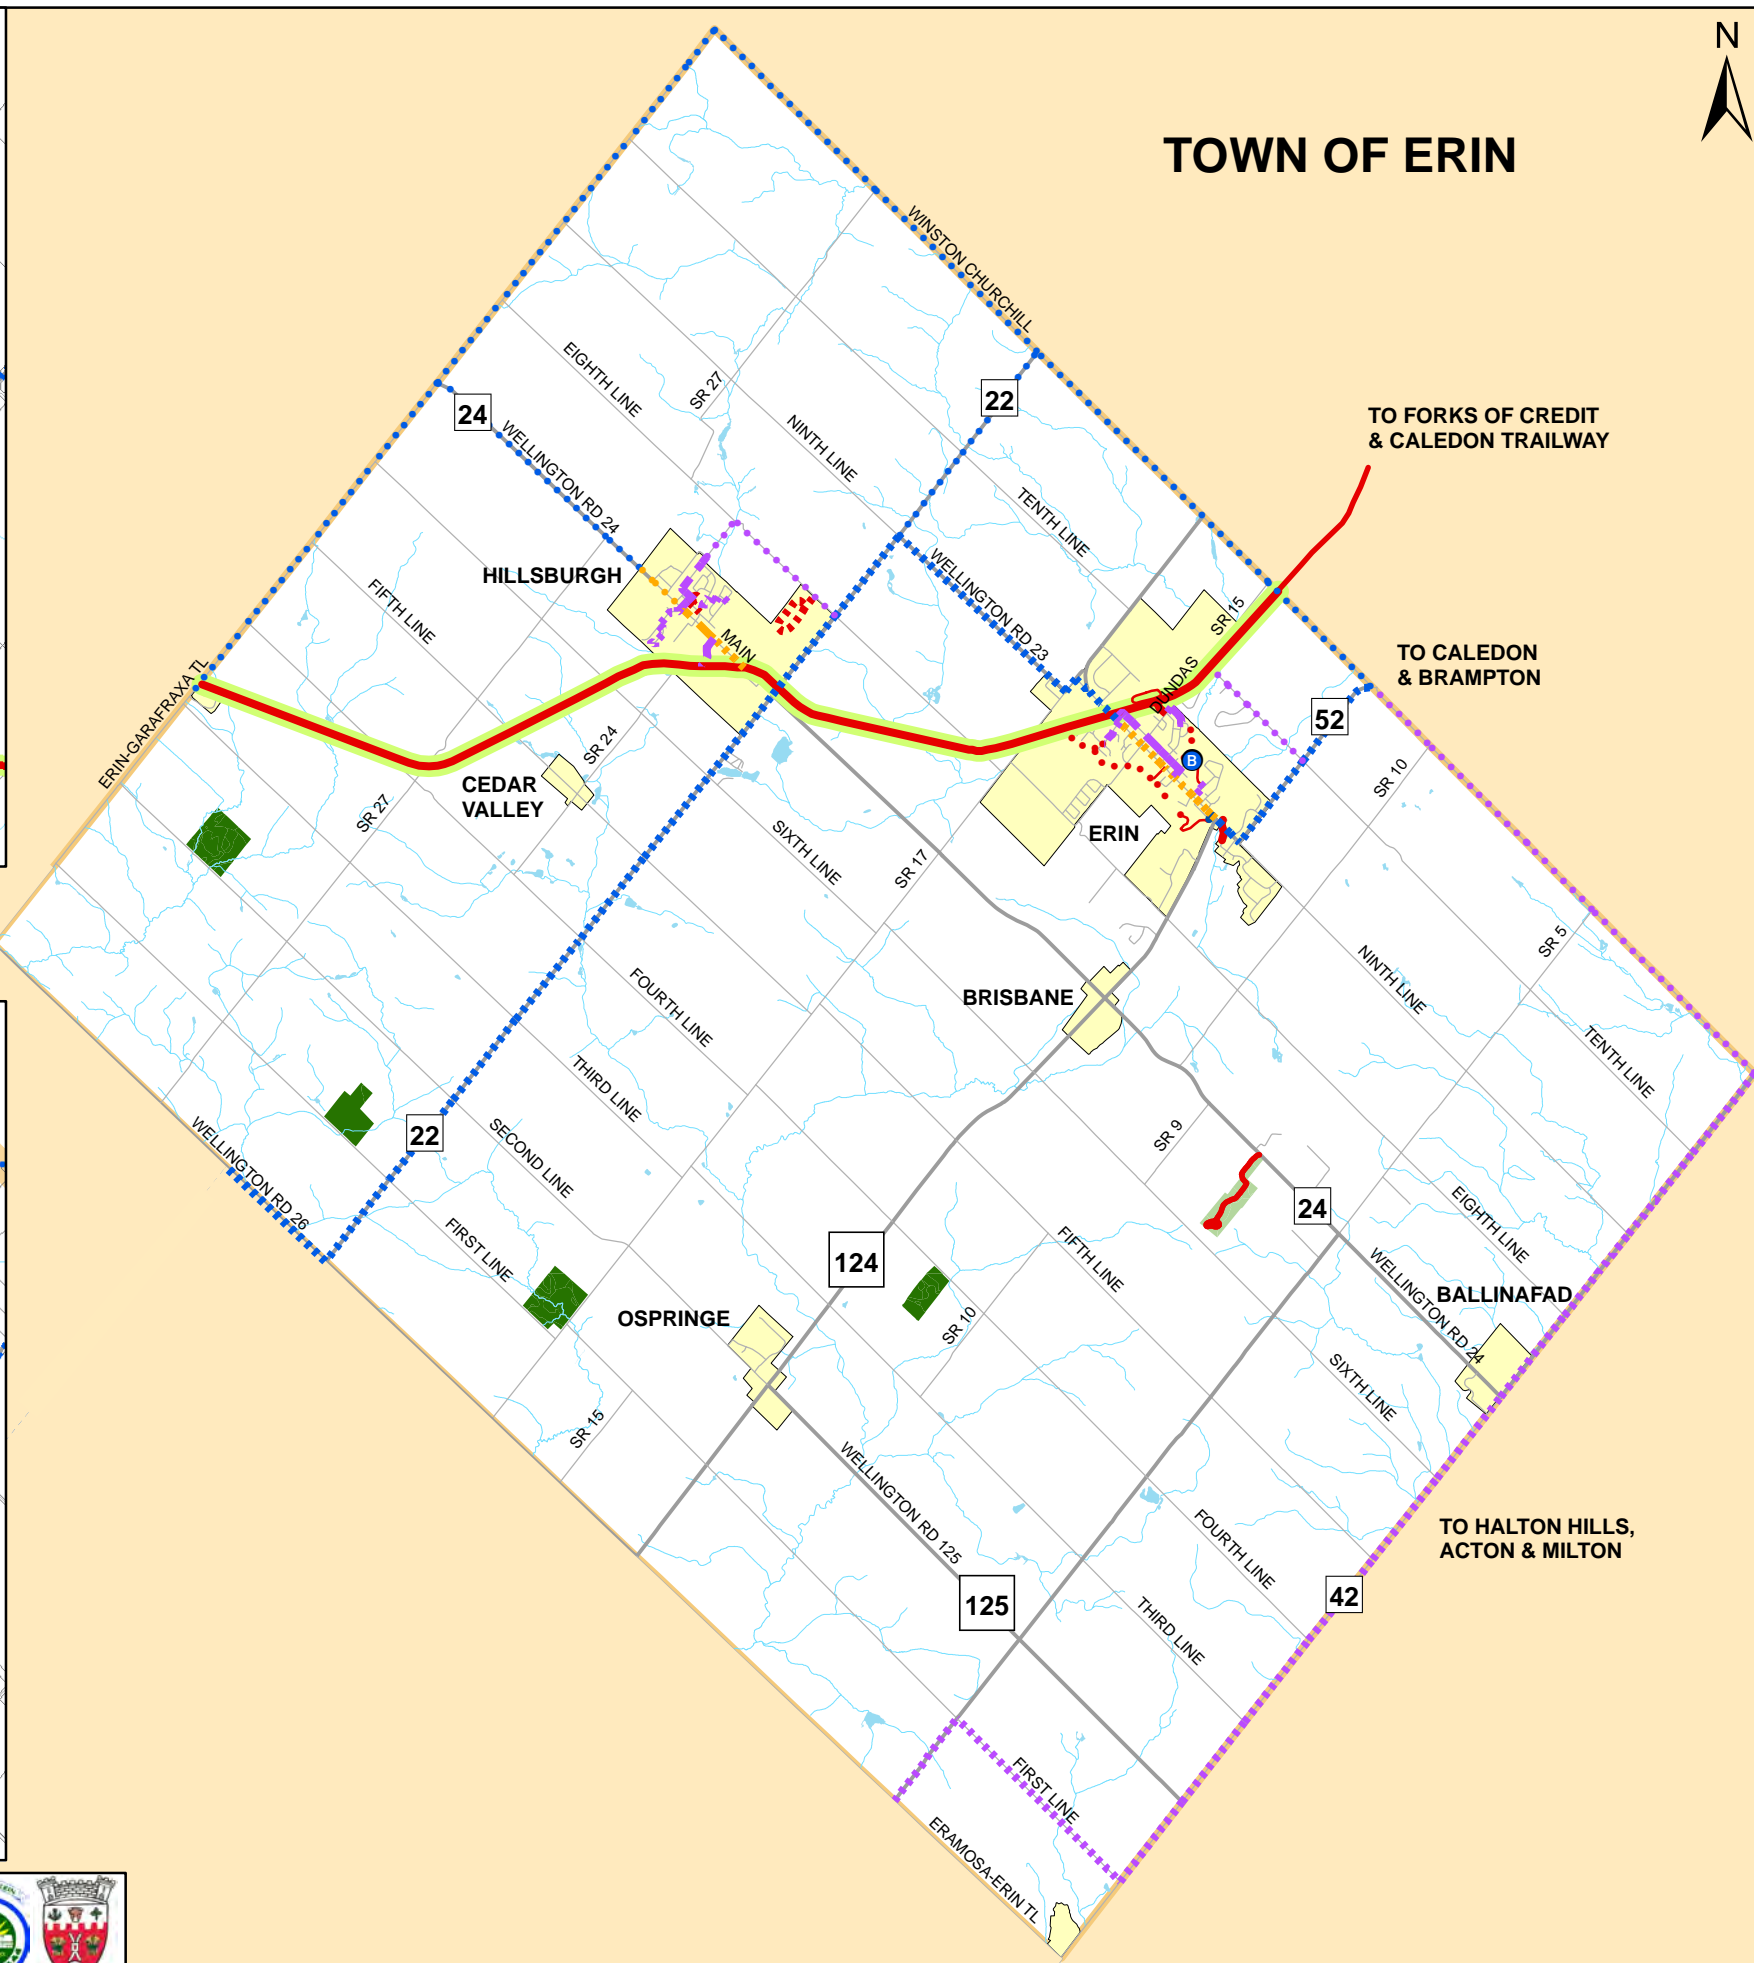 N
TOWN OF ERIN
WINSTON CHURCHILL
EIGHTH LINE
SR 27
24
22
WELLINGTON RD 24
NINTH LINE
TENTH LINE
TO FORKS OF CREDIT
& CALEDON TRAILWAY
HILLSBURGH
FIFTH LINE
MAIN
WELLINGTON RD 23
SR 15
DUNDAS
TO CALEDON
& BRAMPTON
52
ERIN-GARAFRAXA TL
CEDAR
VALLEY
SR 24
SR 27
B
SR 10
ERIN
SIXTH LINE
SR 17
SR 5
NINTH LINE
FOURTH LINE
BRISBANE
TENTH LINE
THIRD LINE
22
SECOND LINE
WELLINGTON RD 26
SR 9
FIRST LINE
24
EIGHTH LINE
FIFTH LINE
124
WELLINGTON RD 24
BALLINAFAD
OSPRINGE
SR 10
SIXTH LINE
SR 15
WELLINGTON RD 125
FOURTH LINE
TO HALTON HILLS,
ACTON & MILTON
125
42
THIRD LINE
FIRST LINE
ERAMOSA-ERIN TL